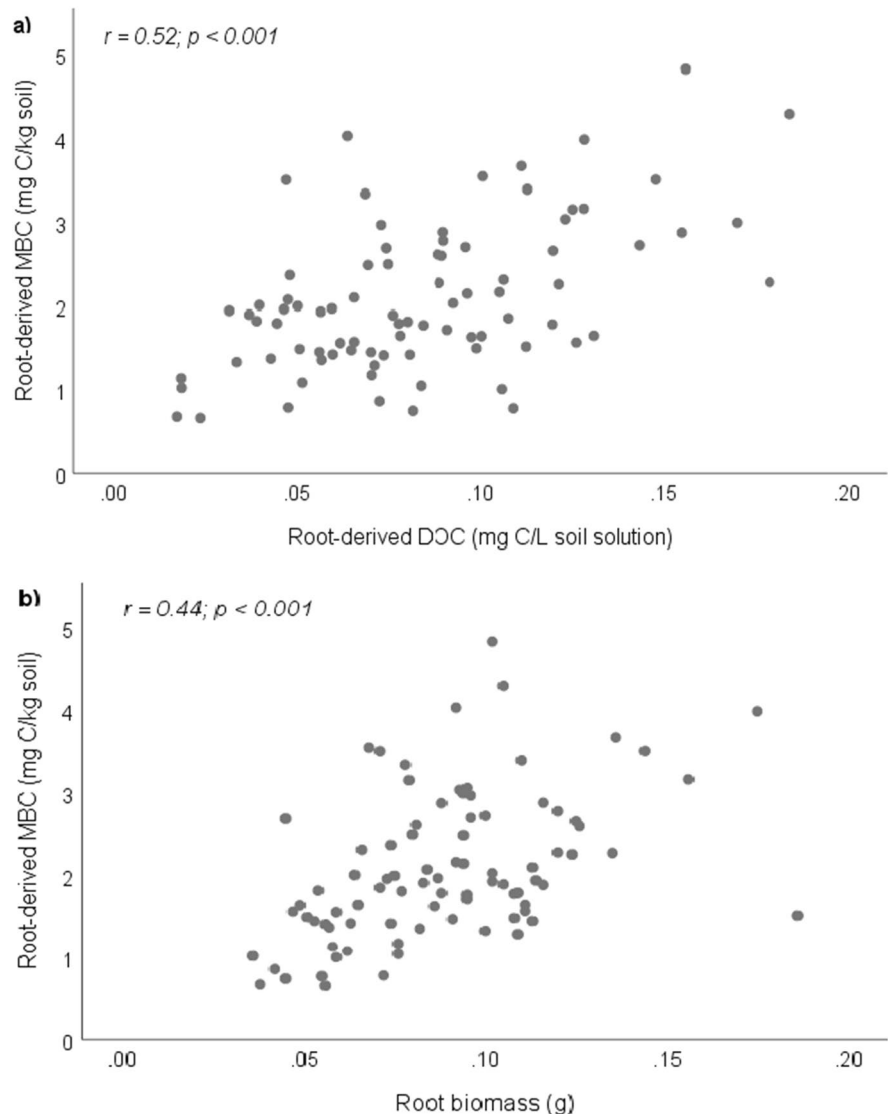 a)
r = 0.52; p < 0.001
Root-derived MBC (mg C/kg soil)
5
4
3
2
1
0
.00 .05 .10 .15 .20
Root-derived DOC (mg C/L soil solution)
b)
r = 0.44; p < 0.001
Root-derived MBC (mg C/kg soil)
5
4
3
2
1
0
.00 .05 .10 .15 .20
Root biomass (g)